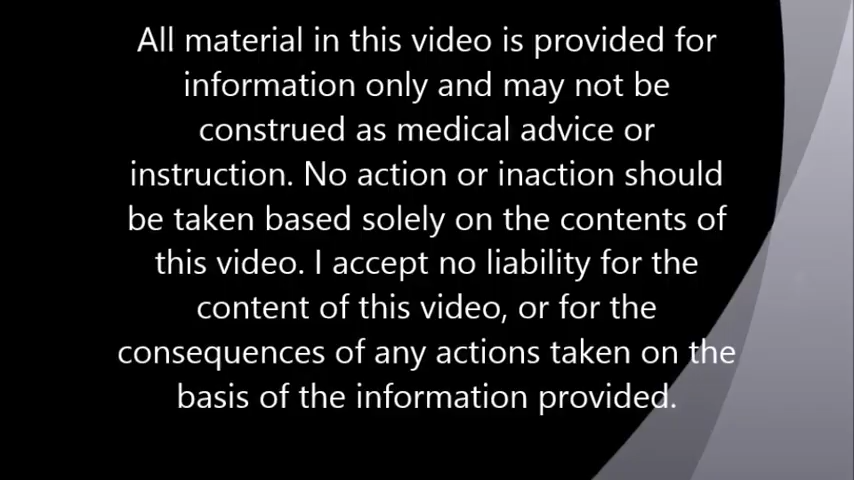 All material in this video is provided for
information only and may not be
construed as medical advice or
instruction. No action or inaction should
be taken based solely on the contents of
this video. I accept no liability for the
content of this video, or for the
consequences of any actions taken on the
basis of the information provided.